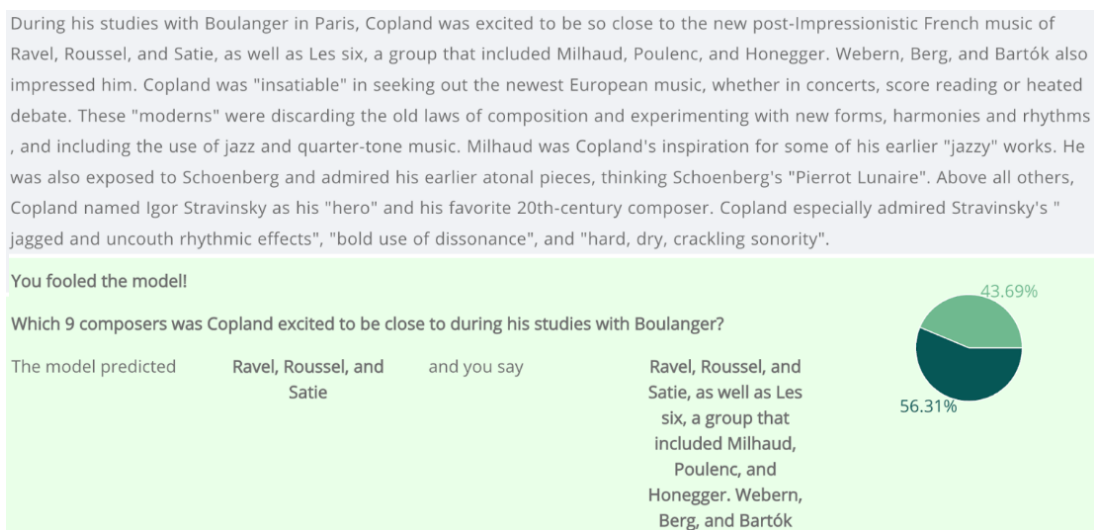 During his studies with Boulanger in Paris, Copland was excited to be so close to the new post-Impressionistic French music of
Ravel, Roussel, and Satie, as well as Les six, a group that included Milhaud, Poulenc, and Honegger. Webern, Berg, and Bartók also
impressed him. Copland was "insatiable" in seeking out the newest European music, whether in concerts, score reading or heated
debate. These "moderns" were discarding the old laws of composition and experimenting with new forms, harmonies and rhythms
, and including the use of jazz and quarter-tone music. Milhaud was Copland's inspiration for some of his earlier "jazzy" works. He
was also exposed to Schoenberg and admired his earlier atonal pieces, thinking Schoenberg's "Pierrot Lunaire". Above all others,
Copland named Igor Stravinsky as his "hero" and his favorite 20th-century composer. Copland especially admired Stravinsky's "
jagged and uncouth rhythmic effects", "bold use of dissonance", and "hard, dry, crackling sonority".
You fooled the model!
43.69%
Which 9 composers was Copland excited to be close to during his studies with Boulanger?
The model predicted
Ravel, Roussel, and
Satie
and you say
Ravel, Roussel, and
Satie, as well as Les
six, a group that
included Milhaud,
Poulenc, and
Honegger. Webern,
Berg, and Bartók
56.31%